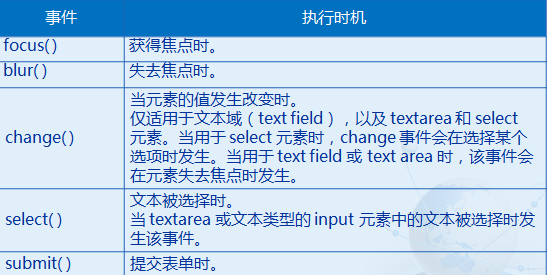 事件 执行时机
focus( ) 获得焦点时。
blur( ) 失去焦点时。
change( ) 当元素的值发生改变时。
仅适用于文本域（text field），以及textarea和 select
元素。当用于 select 元素时，change 事件会在选择某个
选项时发生。当用于 text field 或 text area 时，该事件会
在元素失去焦点时发生。
select( ) 文本被选择时。
当 textarea 或文本类型的 input 元素中的文本被选择时发
生该事件。
submit( ) 提交表单时。